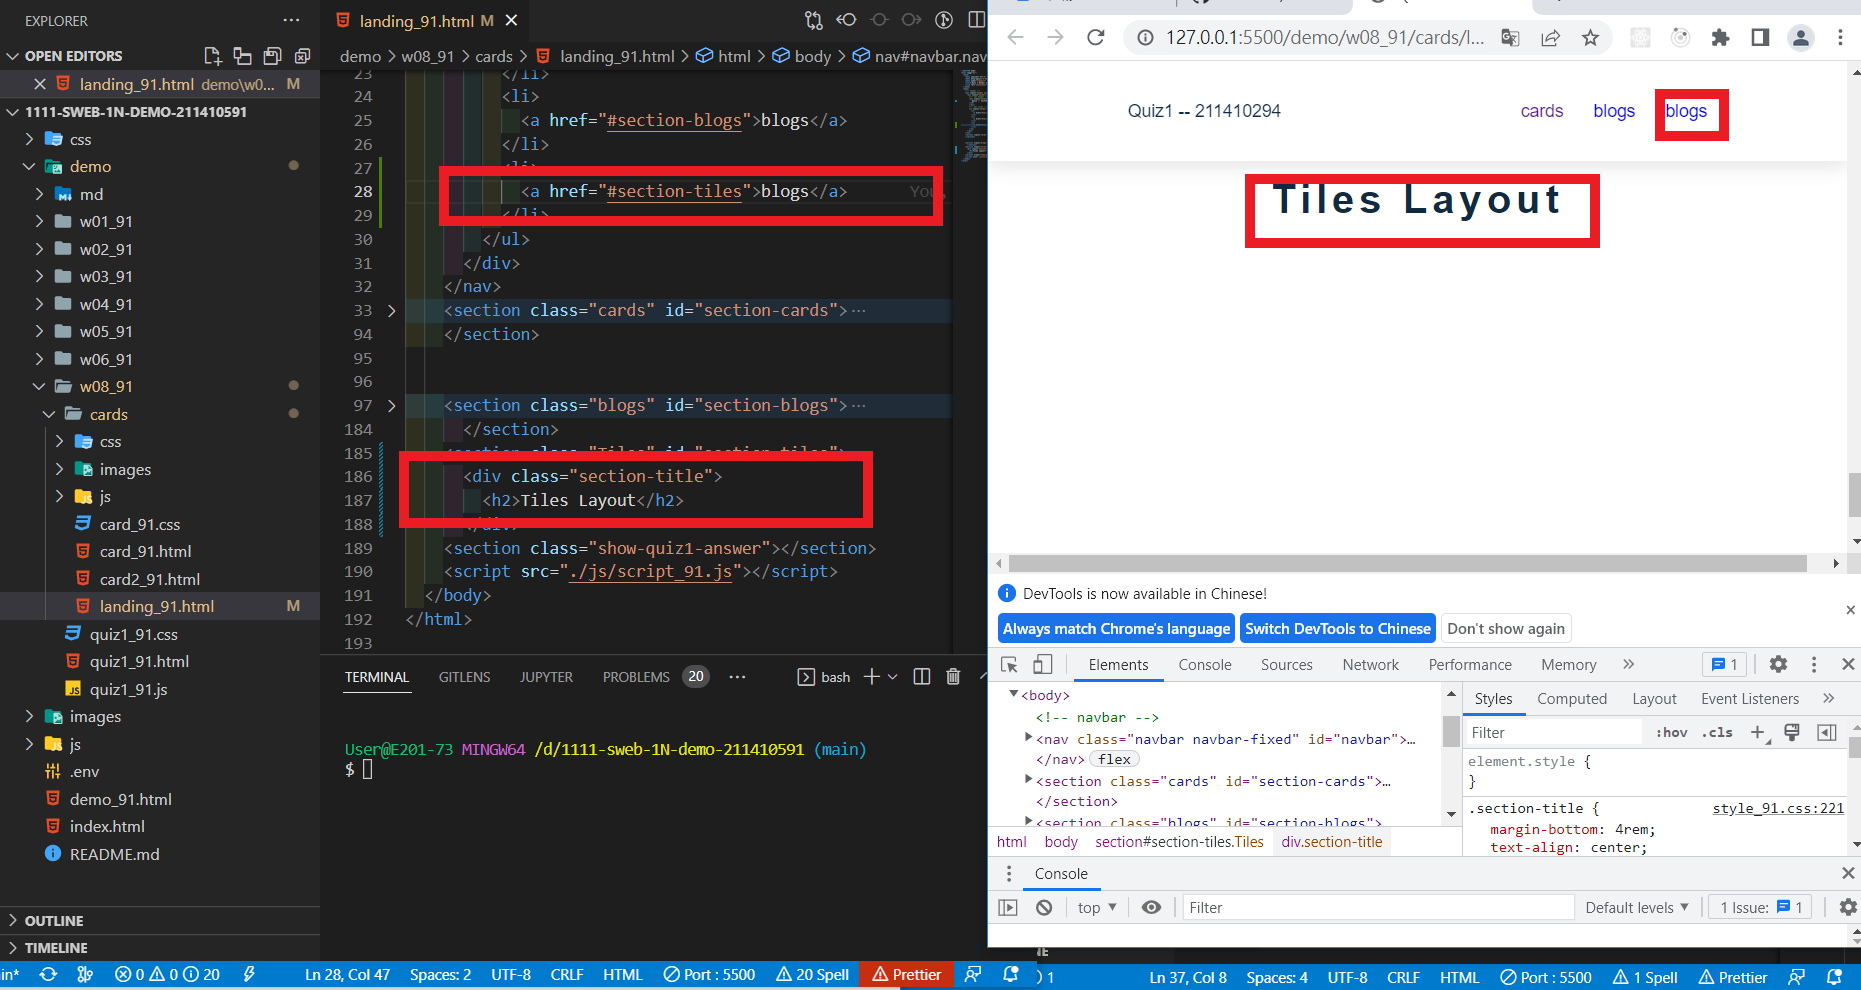 EXPLORER
OPEN EDITORS
landing_91.html demo\w0... M
1111-SWEB-1N-DEMO-211410591
css
demo
md
w01_91
w02_91
w03_91
w04_91
w05_91
w06_91
w08_91
cards
css
images
js
card_91.css
card_91.html
card2_91.html
landing_91.html M
quiz1_91.css
quiz1_91.html
quiz1_91.js
images
js
.env
demo_91.html
index.html
README.md
OUTLINE
TIMELINE
landing_91.html M
demo > w08_91 > cards > landing_91.html > html > body > nav#navbar.nav
23 </li>
24 <li>
25 <a href="#section-blogs">blogs</a>
26 </li>
27 <li>
28 <a href="#section-tiles">blogs</a> You,
29 </li>
30 </ul>
31 </div>
32 </nav>
33 <section class="cards" id="section-cards">...
94 </section>
95
96
97 <section class="blogs" id="section-blogs">...
184 </section>
185 <section class="Tiles" id="section-tiles">
186 <div class="section-title">
187 <h2>Tiles Layout</h2>
188 </div>
189 <section class="show-quiz1-answer"></section>
190 <script src="./js/script_91.js"></script>
191 </body>
192 </html>
193
TERMINAL GITLENS JUPYTER PROBLEMS 20 ... bash
User@E201-73 MINGW64 /d/1111-sweb-1N-demo-211410591 (main)
$
127.0.0.1:5500/demo/w08_91/cards/l...
Quiz1 -- 211410294 cards blogs blogs
Tiles Layout
DevTools is now available in Chinese!
Always match Chrome's language Switch DevTools to Chinese Don't show again
Elements Console Sources Network Performance Memory » 1
<body>
<!-- navbar -->
<nav class="navbar navbar-fixed" id="navbar">...
</nav> flex
<section class="cards" id="section-cards">...
</section>
<section class="blogs" id="section-blogs">
html body section#section-tiles.Tiles div.section-title
Styles Computed Layout Event Listeners »
Filter :hov .cls
element.style {
}
.section-title { style_91.css:221
margin-bottom: 4rem;
text-align: center;
Console
top Filter Default levels 1 Issue: 1
in* 0 0 20 Ln 28, Col 47 Spaces: 2 UTF-8 CRLF HTML Port : 5500 20 Spell Prettier
1 Ln 37, Col 8 Spaces: 4 UTF-8 CRLF HTML Port : 5500 1 Spell Prettier